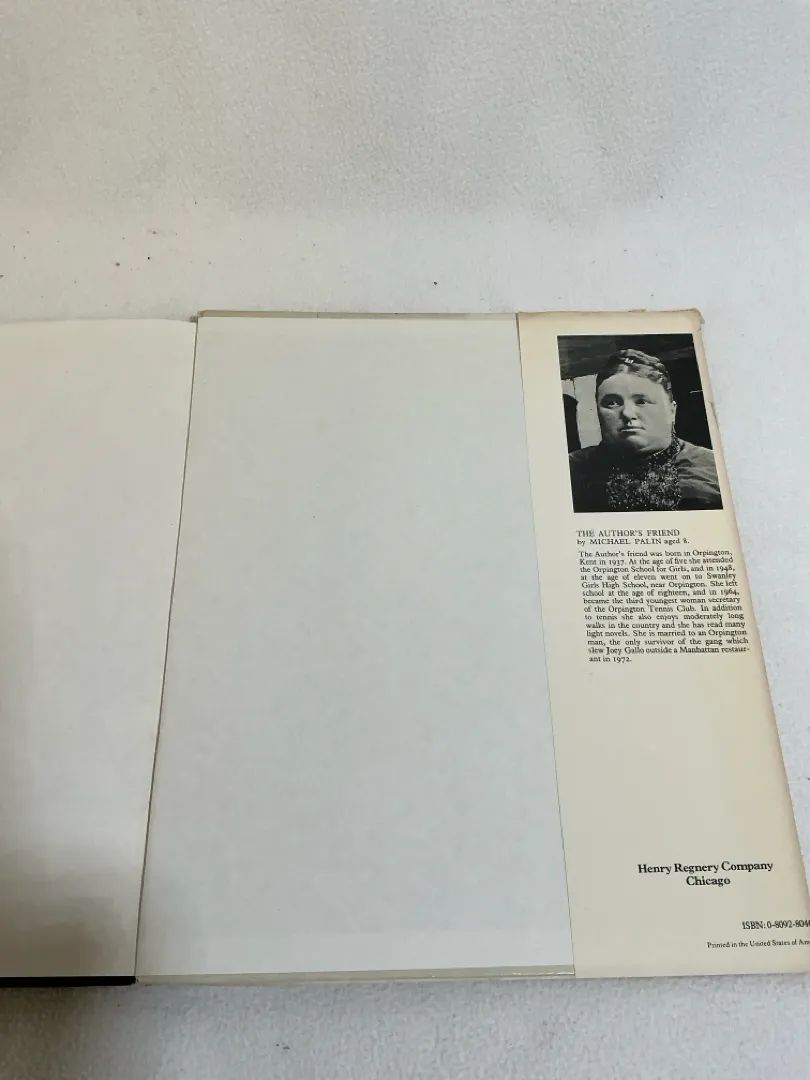 THE AUTHOR'S FRIEND
by MICHAEL PALIN aged 8.
The Author's friend was born in Orpington,
Kent in 1937. At the age of five she attended
the Orpington School for Girls, and in 1948,
at the age of eleven went on to Swanley
Girls High School, near Orpington. She left
school at the age of eighteen, and in 1964,
became the third youngest woman secretary
of the Orpington Tennis Club. In addition
to tennis she also enjoys moderately long
walks in the country and she has read many
light novels. She is married to an Orpington
man, the only survivor of the gang which
slew Joey Gallo outside a Manhattan restaur-
ant in 1972.
Henry Regnery Company
Chicago
ISBN: 0-8092-804
Printed in the United States of Am